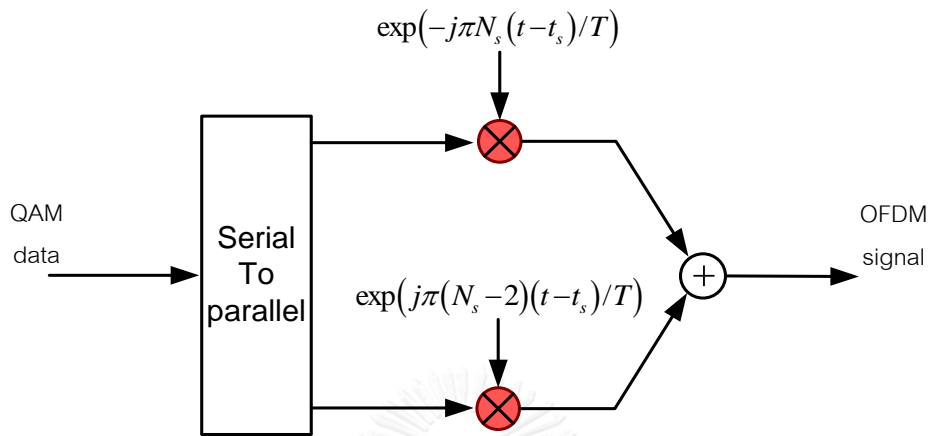 exp(−jπN_s(t−t_s)/T)
QAM
data
Serial
To
parallel
exp(jπ(N_s−2)(t−t_s)/T)
+
OFDM
signal